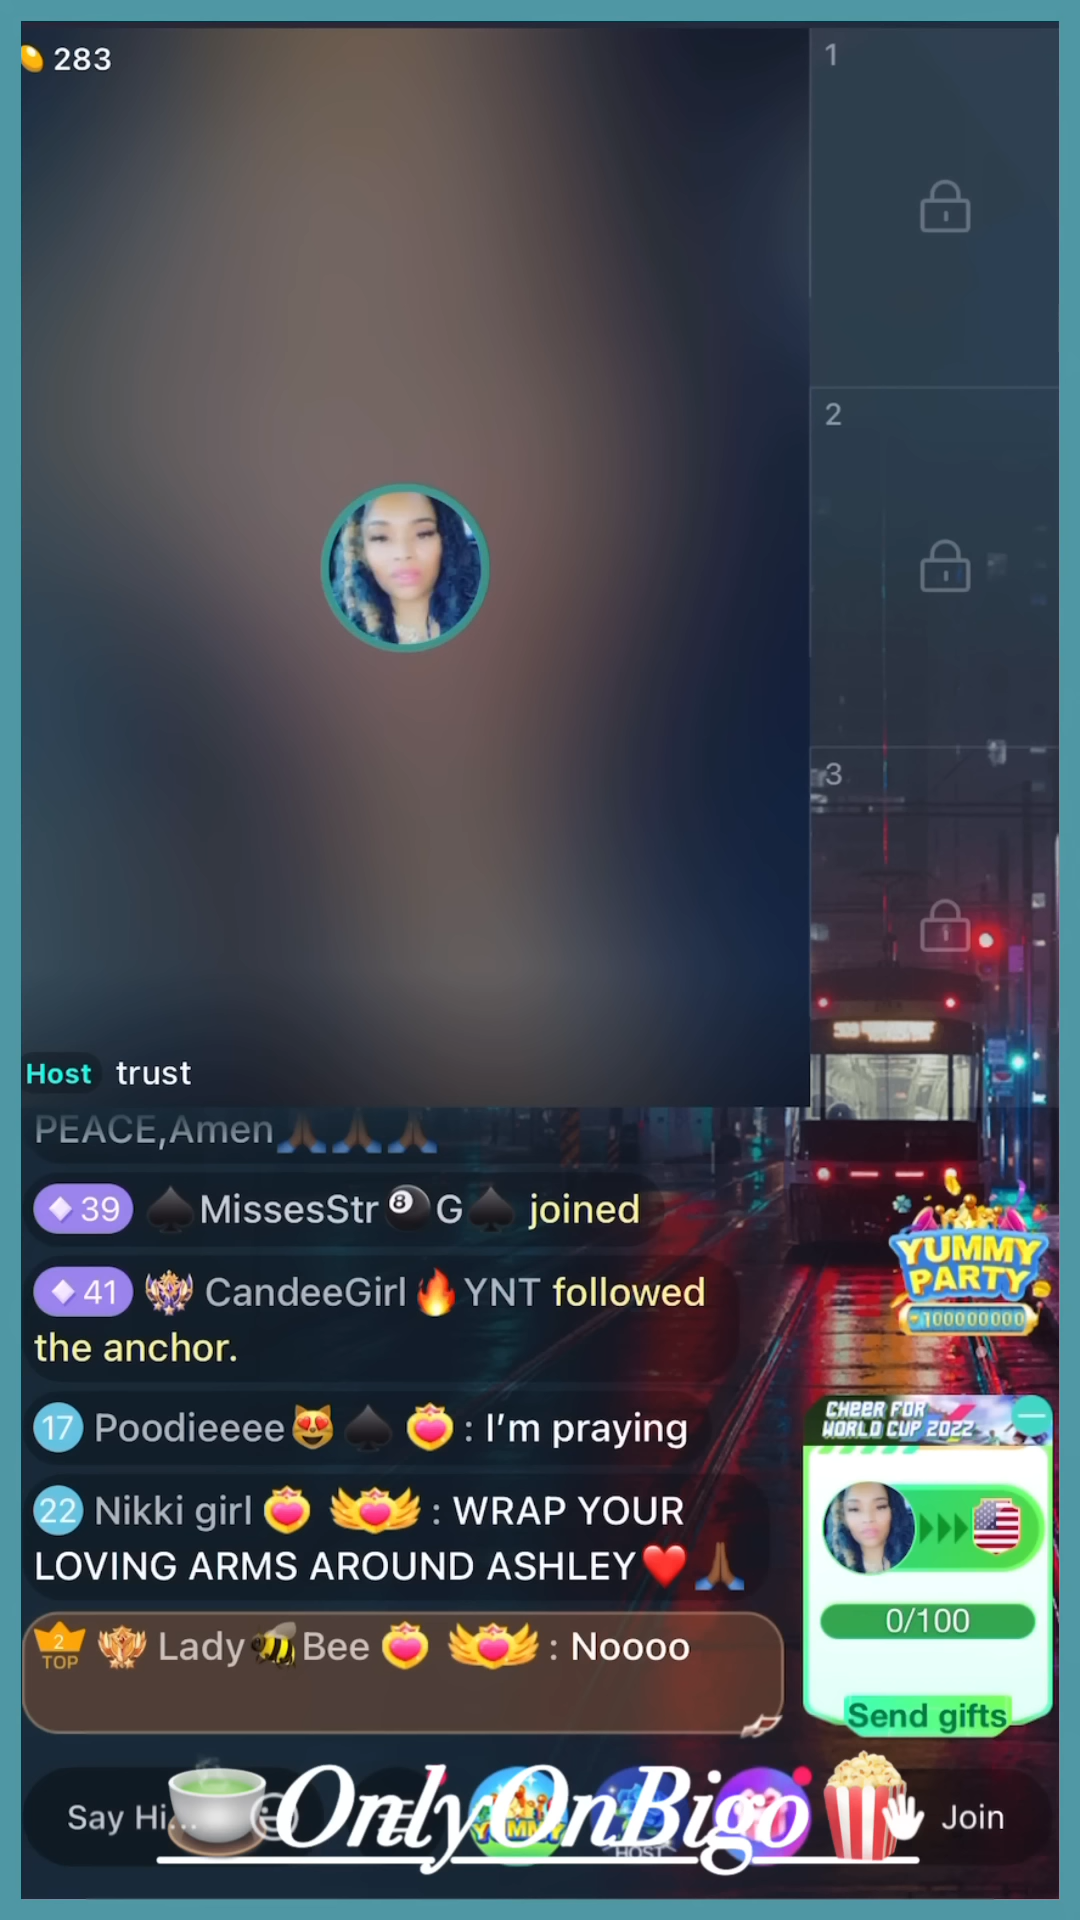 283
1
2
3
Host trust
PEACE,Amen🙏🏾🙏🏾🙏🏾
39 ♠️MissesStr🎱G♠️ joined
41 CandeeGirl🔥YNT followed
the anchor.
17 Poodieeee😻♠️ : I’m praying
22 Nikki girl : WRAP YOUR
LOVING ARMS AROUND ASHLEY❤️🙏🏾
2 TOP Lady🐝Bee : Noooo
YUMMY
PARTY
100000000
CHEER FOR
WORLD CUP 2022
0/100
Send gifts
Say Hi...
YUMMY
HOST
Join
🍵OnlyOnBigo🍿